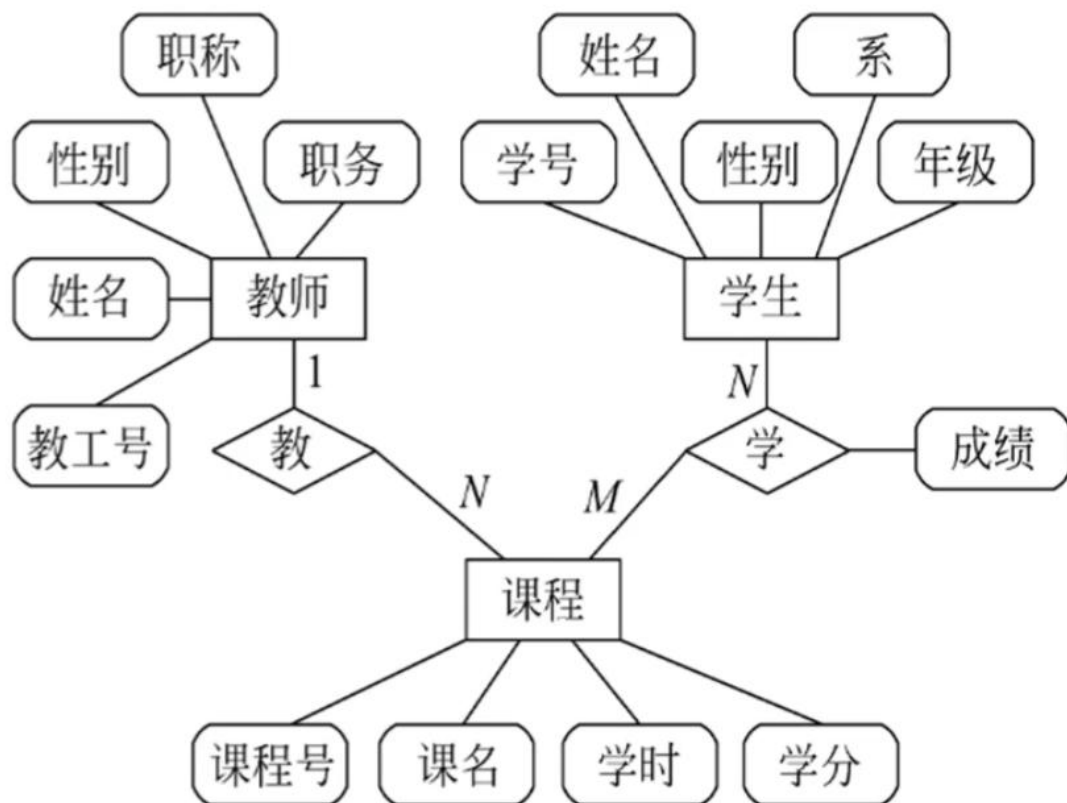 职称
姓名
系
性别
职务
学号
性别
年级
姓名
教师
学生
1
N
教工号
教
学
成绩
N
M
课程
课程号
课名
学时
学分